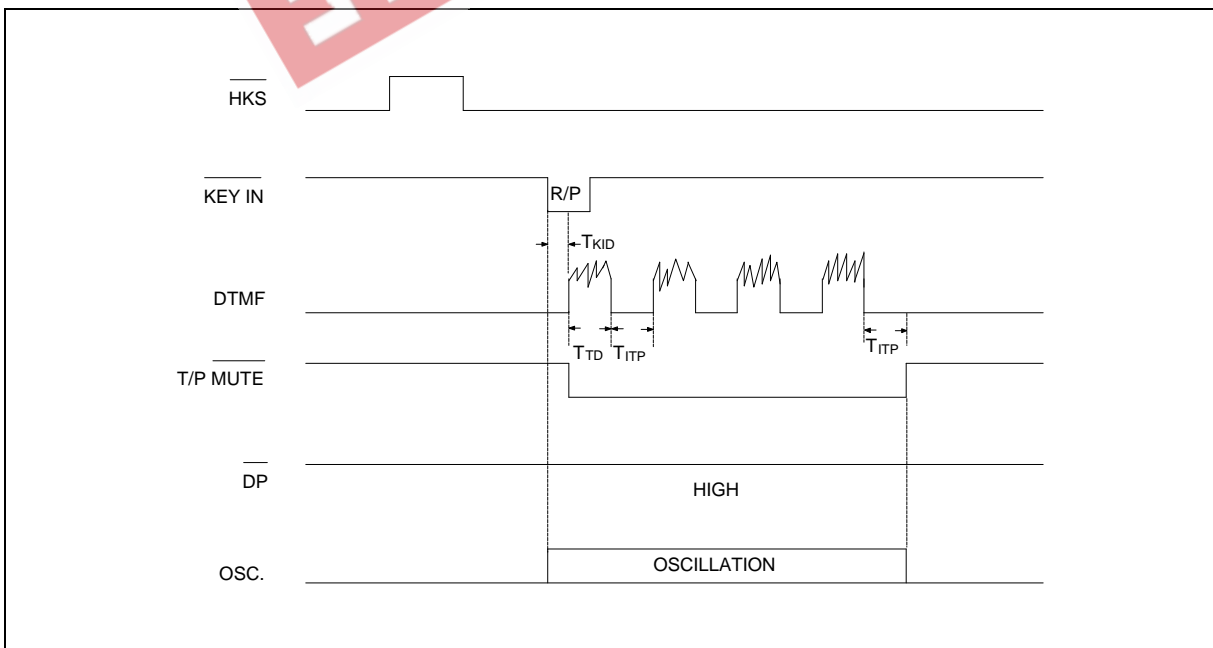 HKS
KEY IN
R/P
TKID
DTMF
TTD
TITP
TITP
T/P MUTE
DP
HIGH
OSC.
OSCILLATION